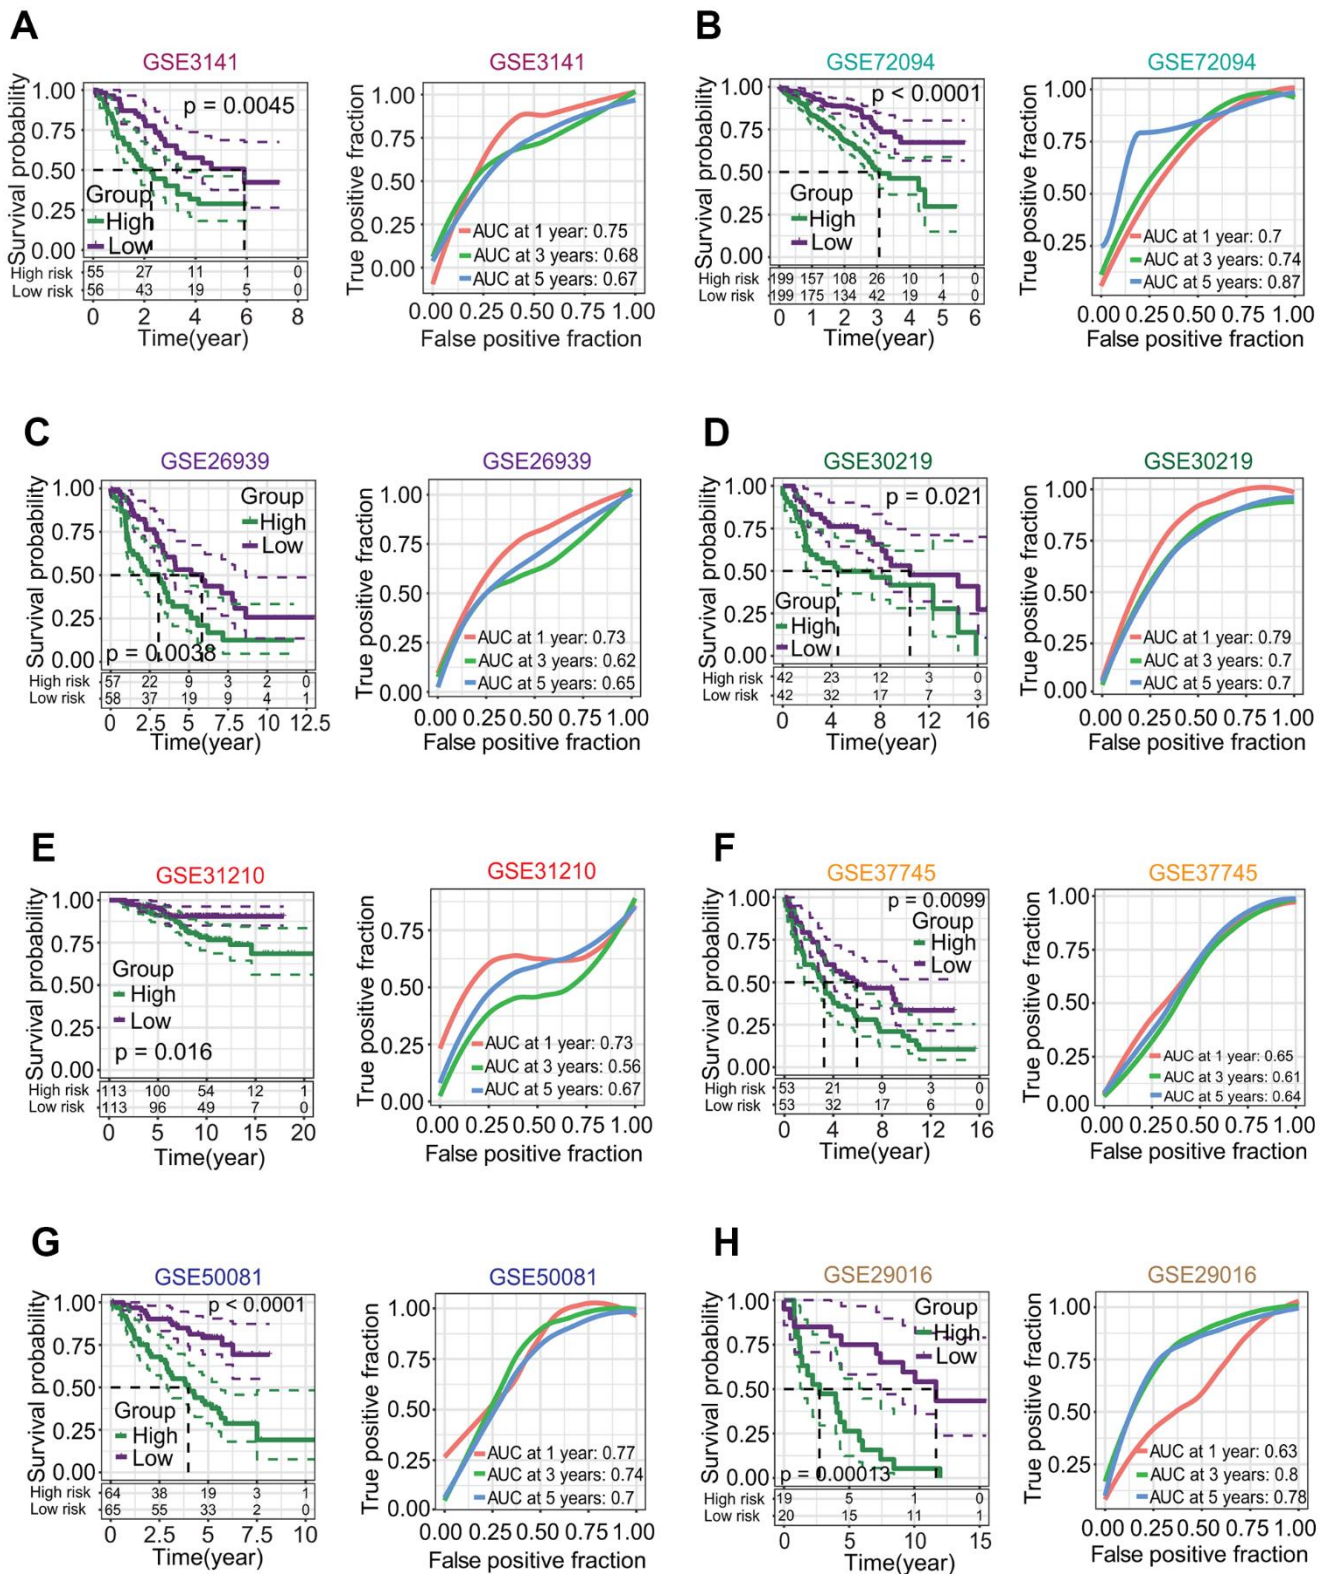 A
GSE3141
Survival probability
1.00
0.75
0.50
0.25
0.00
p = 0.0045
Group
High
Low
High risk 55 27 11 1 0
Low risk 56 43 19 5 0
0 2 4 6 8
Time(year)
GSE3141
True positive fraction
1.00
0.75
0.50
0.25
0.00
AUC at 1 year: 0.75
AUC at 3 years: 0.68
AUC at 5 years: 0.67
0.00 0.25 0.50 0.75 1.00
False positive fraction
B
GSE72094
Survival probability
1.00
0.75
0.50
0.25
0.00
p < 0.0001
Group
High
Low
High risk 199 157 108 26 10 1 0
Low risk 199 175 134 42 19 4 0
0 1 2 3 4 5 6
Time(year)
GSE72094
True positive fraction
1.00
0.75
0.50
0.25
AUC at 1 year: 0.7
AUC at 3 years: 0.74
AUC at 5 years: 0.87
0.00 0.25 0.50 0.75 1.00
False positive fraction
C
GSE26939
Survival probability
1.00
0.75
0.50
0.25
0.00
Group
High
Low
p = 0.0038
High risk 57 22 9 3 2 0
Low risk 58 37 19 9 4 1
0 2.5 5 7.5 10 12.5
Time(year)
GSE26939
True positive fraction
1.00
0.75
0.50
0.25
0.00
AUC at 1 year: 0.73
AUC at 3 years: 0.62
AUC at 5 years: 0.65
0.00 0.25 0.50 0.75 1.00
False positive fraction
D
GSE30219
Survival probability
1.00
0.75
0.50
0.25
0.00
p = 0.021
Group
High
Low
High risk 42 23 12 3 0
Low risk 42 32 17 7 3
0 4 8 12 16
Time(year)
GSE30219
True positive fraction
1.00
0.75
0.50
0.25
0.00
AUC at 1 year: 0.79
AUC at 3 years: 0.7
AUC at 5 years: 0.7
0.00 0.25 0.50 0.75 1.00
False positive fraction
E
GSE31210
Survival probability
1.00
0.75
0.50
0.25
0.00
Group
High
Low
p = 0.016
High risk 113 100 54 12 1
Low risk 113 96 49 7 0
0 5 10 15 20
Time(year)
GSE31210
True positive fraction
1.00
0.75
0.50
0.25
0.00
AUC at 1 year: 0.73
AUC at 3 years: 0.56
AUC at 5 years: 0.67
0.00 0.25 0.50 0.75 1.00
False positive fraction
F
GSE37745
Survival probability
1.00
0.75
0.50
0.25
0.00
p = 0.0099
Group
High
Low
High risk 53 21 9 3 0
Low risk 53 32 17 6 0
0 4 8 12 16
Time(year)
GSE37745
True positive fraction
1.00
0.75
0.50
0.25
0.00
AUC at 1 year: 0.65
AUC at 3 years: 0.61
AUC at 5 years: 0.64
0.00 0.25 0.50 0.75 1.00
False positive fraction
G
GSE50081
Survival probability
1.00
0.75
0.50
0.25
0.00
p < 0.0001
Group
High
Low
High risk 64 38 19 3 1
Low risk 65 55 33 2 0
0 2.5 5 7.5 10
Time(year)
GSE50081
True positive fraction
1.00
0.75
0.50
0.25
0.00
AUC at 1 year: 0.77
AUC at 3 years: 0.74
AUC at 5 years: 0.7
0.00 0.25 0.50 0.75 1.00
False positive fraction
H
GSE29016
Survival probability
1.00
0.75
0.50
0.25
0.00
Group
High
Low
p = 0.00013
High risk 19 5 1 0
Low risk 20 15 11 1
0 5 10 15
Time(year)
GSE29016
True positive fraction
1.00
0.75
0.50
0.25
AUC at 1 year: 0.63
AUC at 3 years: 0.8
AUC at 5 years: 0.78
0.00 0.25 0.50 0.75 1.00
False positive fraction